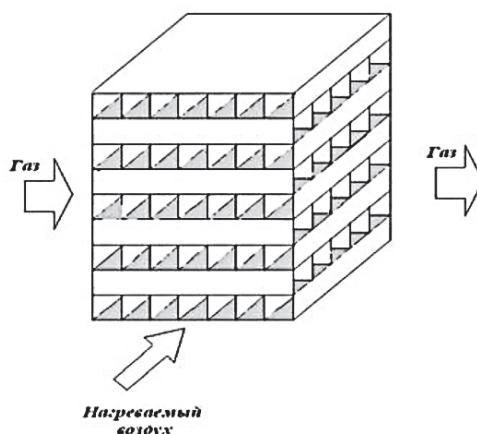 Газ
Газ
Нагреваемый
воздух